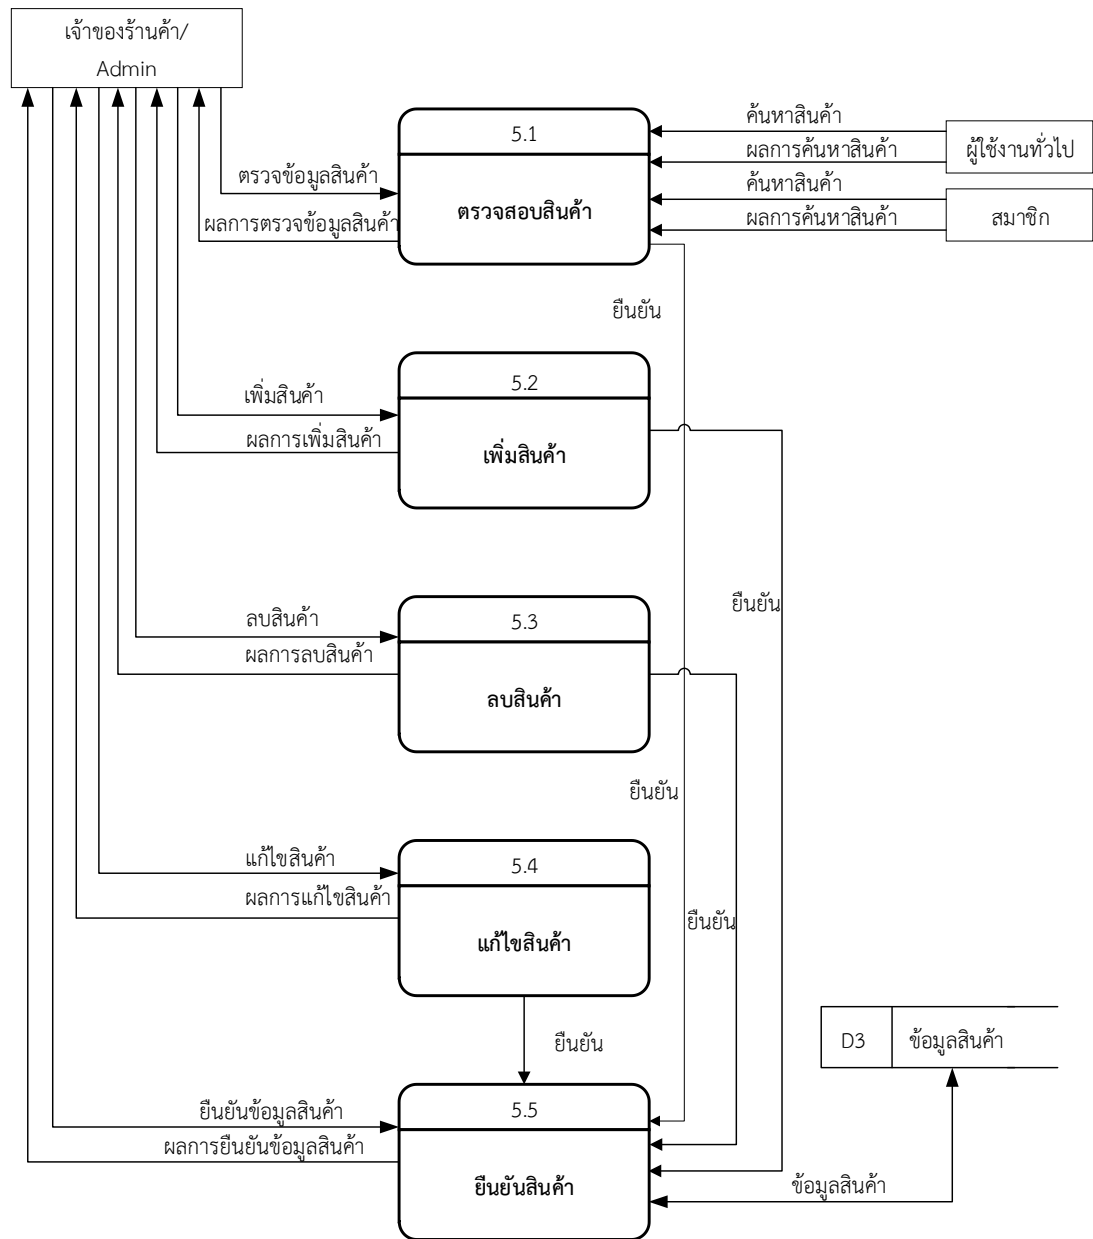 เจ้าของร้านค้า/
Admin
5.1
ตรวจสอบสินค้า
ค้นหาสินค้า
ผลการค้นหาสินค้า
ผู้ใช้งานทั่วไป
ค้นหาสินค้า
ผลการค้นหาสินค้า
สมาชิก
ตรวจข้อมูลสินค้า
ผลการตรวจข้อมูลสินค้า
ยืนยัน
5.2
เพิ่มสินค้า
เพิ่มสินค้า
ผลการเพิ่มสินค้า
ยืนยัน
5.3
ลบสินค้า
ลบสินค้า
ผลการลบสินค้า
ยืนยัน
5.4
แก้ไขสินค้า
แก้ไขสินค้า
ผลการแก้ไขสินค้า
ยืนยัน
ยืนยัน
D3
ข้อมูลสินค้า
5.5
ยืนยันสินค้า
ยืนยันข้อมูลสินค้า
ผลการยืนยันข้อมูลสินค้า
ข้อมูลสินค้า